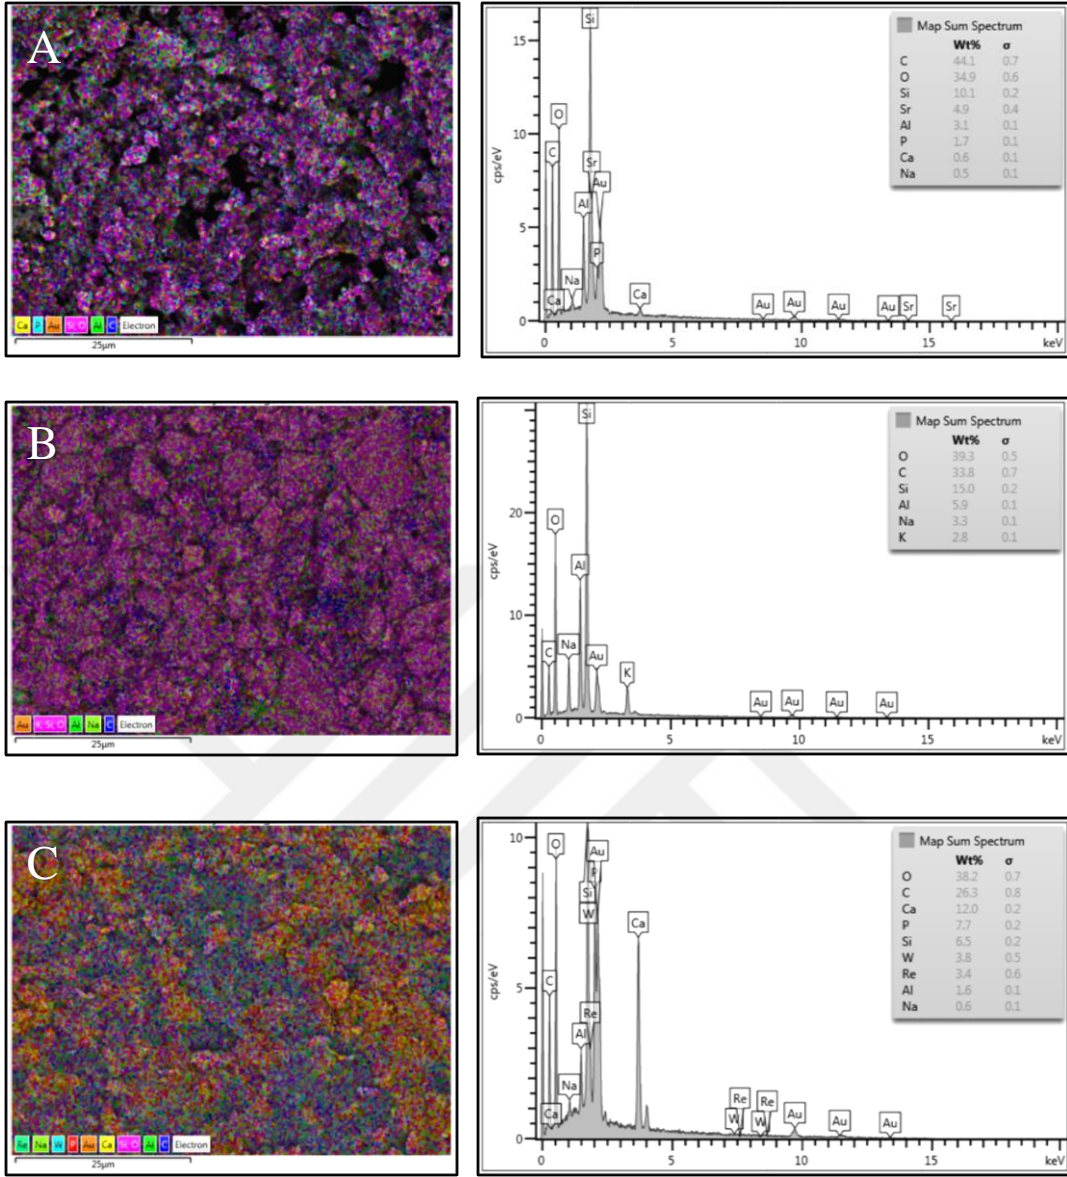 A
Ca P Au Si, O Al C Electron
25μm
cps/eV
15
10
5
0
Si
O
C
Sr
Au
Al
P
Na
Ca
Ca
Au
Au
Au
Au
Sr
Sr
0 5 10 15 keV
Map Sum Spectrum
Wt% σ
C 44.1 0.7
O 34.9 0.6
Si 10.1 0.2
Sr 4.9 0.4
Al 3.1 0.1
P 1.7 0.1
Ca 0.6 0.1
Na 0.5 0.1
B
Au K, Si, O Al Na C Electron
25μm
cps/eV
20
10
0
Si
O
Al
C
Na
Au
K
Au
Au
Au
Au
0 5 10 15 keV
Map Sum Spectrum
Wt% σ
O 39.3 0.5
C 33.8 0.7
Si 15.0 0.2
Al 5.9 0.1
Na 3.3 0.1
K 2.8 0.1
C
Re Na W P Au Ca Si, O Al C Electron
25μm
cps/eV
10
5
0
O
Au
P
Si
W
Ca
C
Re
Al
Na
Ca
Re
W
Re
W
Au
Au
Au
0 5 10 15 keV
Map Sum Spectrum
Wt% σ
O 38.2 0.7
C 26.3 0.8
Ca 12.0 0.2
P 7.7 0.2
Si 6.5 0.2
W 3.8 0.5
Re 3.4 0.6
Al 1.6 0.1
Na 0.6 0.1